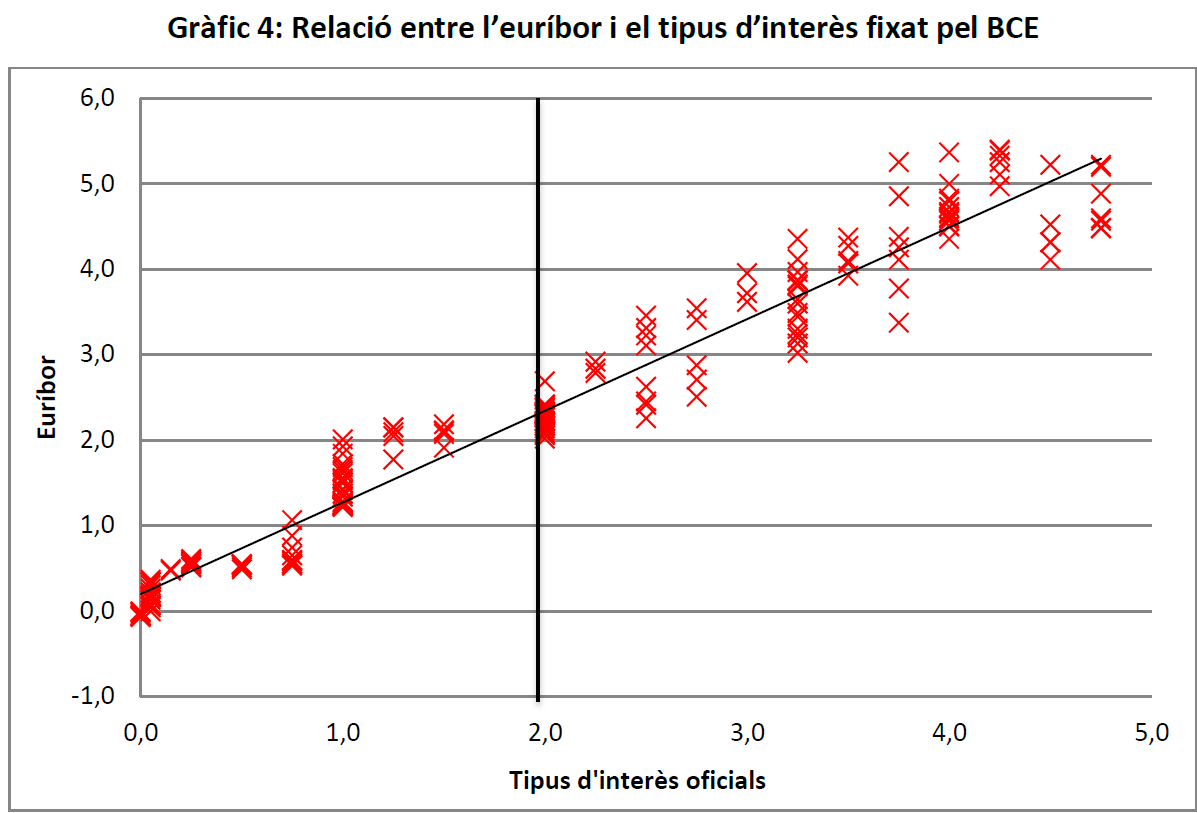 Gràfic 4: Relació entre l’euríbor i el tipus d’interès fixat pel BCE
6,0
5,0
4,0
3,0
2,0
1,0
0,0
-1,0
Euríbor
0,0 1,0 2,0 3,0 4,0 5,0
Tipus d'interès oficials